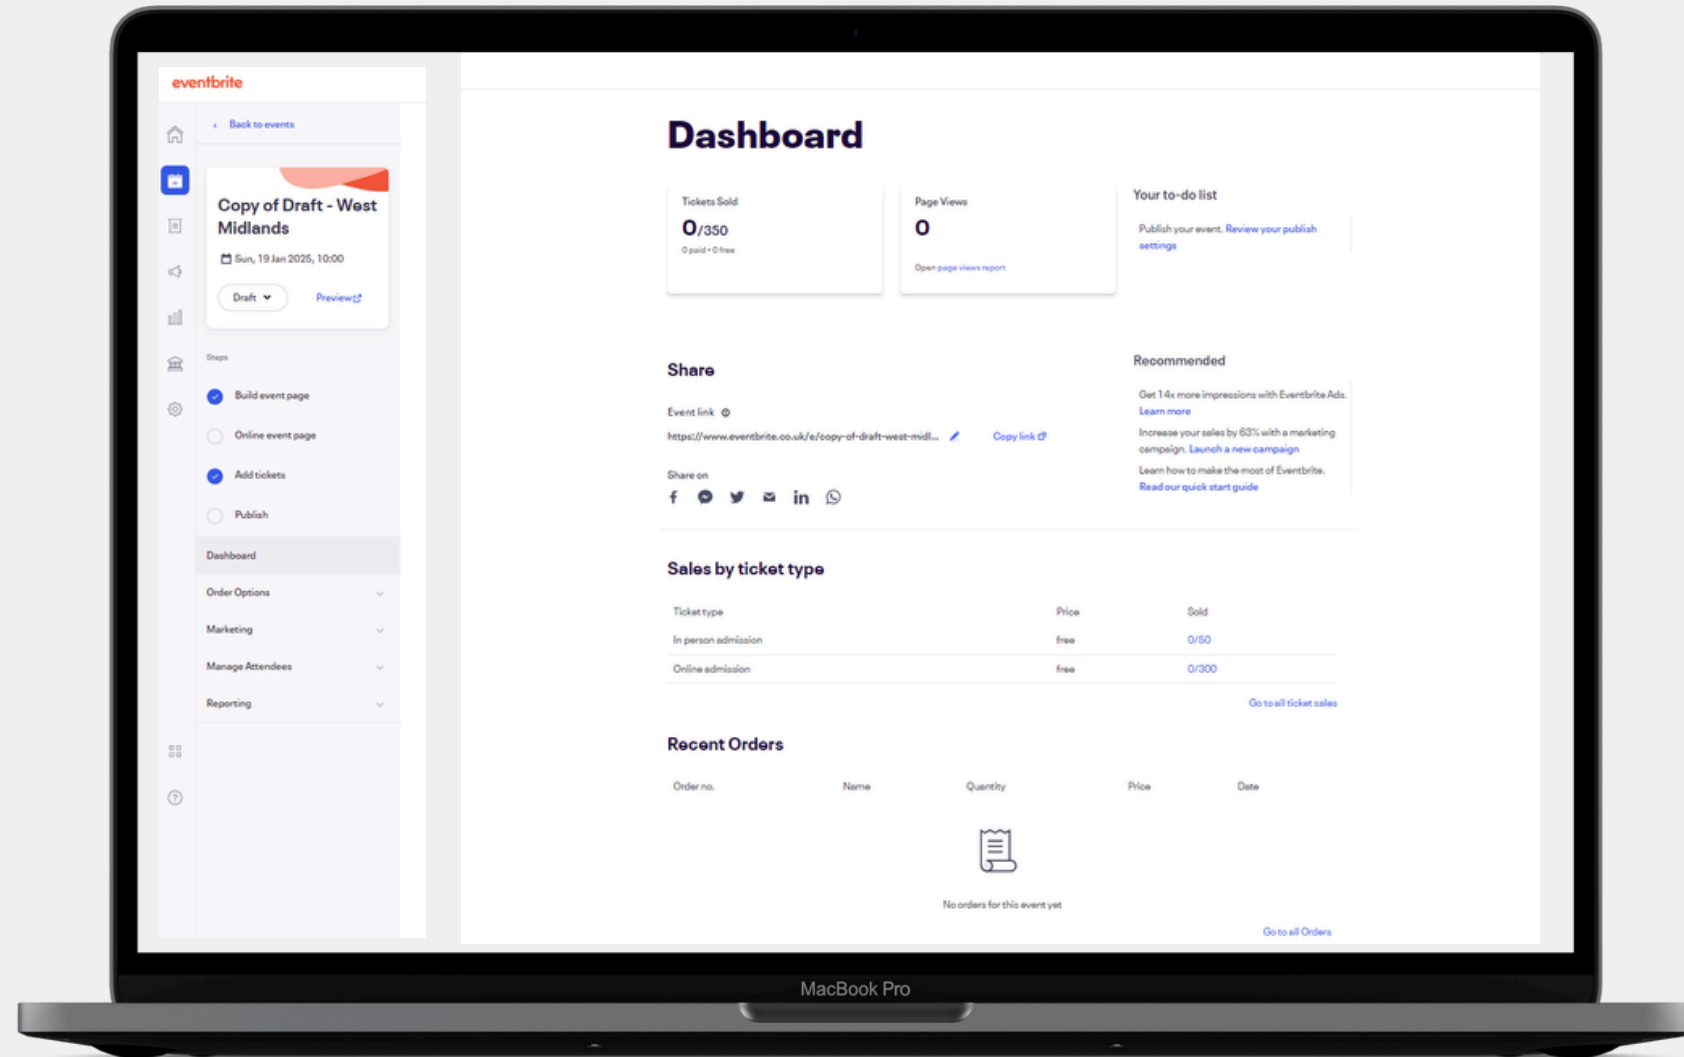 eventbrite
Back to events
Copy of Draft - West
Midlands
Sun, 19 Jan 2025, 10:00
Draft
Preview
Steps
Build event page
Online event page
Add tickets
Publish
Dashboard
Order Options
Marketing
Manage Attendees
Reporting
Dashboard
Tickets Sold
0/350
0 paid • 0 free
Page Views
0
Open page views report
Your to-do list
Publish your event. Review your publish
settings
Share
Event link
https://www.eventbrite.co.uk/e/copy-of-draft-west-midl...
Copy link
Share on
Recommended
Get 14x more impressions with Eventbrite Ads.
Learn more
Increase your sales by 63% with a marketing
campaign. Launch a new campaign
Learn how to make the most of Eventbrite.
Read our quick start guide
Sales by ticket type
Ticket type Price Sold
In person admission free 0/50
Online admission free 0/300
Go to all ticket sales
Recent Orders
Order no. Name Quantity Price Date
No orders for this event yet
Go to all Orders
MacBook Pro